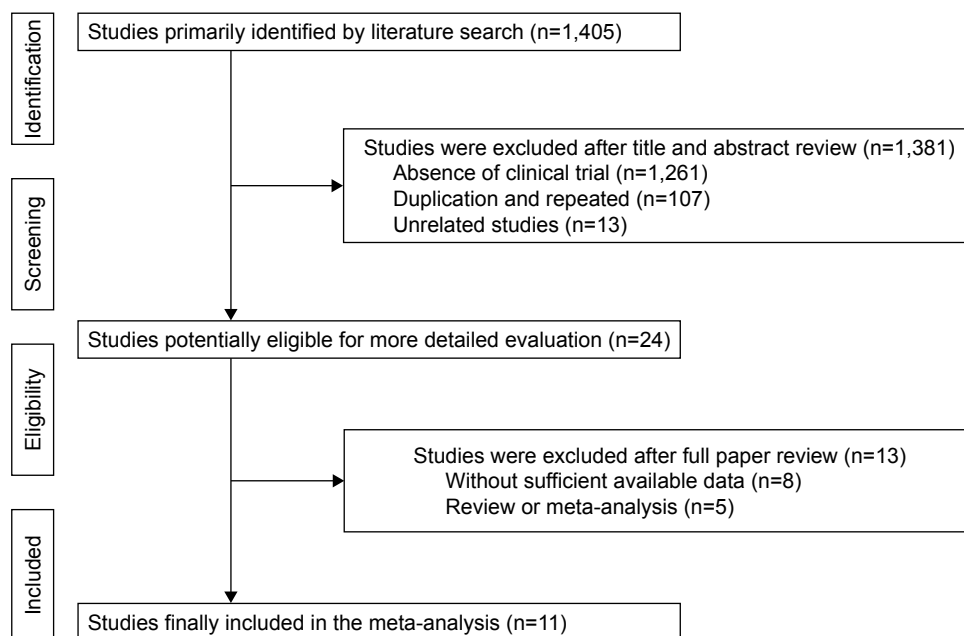 Identification
Studies primarily identified by literature search (n=1,405)
Studies were excluded after title and abstract review (n=1,381)
Absence of clinical trial (n=1,261)
Duplication and repeated (n=107)
Unrelated studies (n=13)
Screening
Studies potentially eligible for more detailed evaluation (n=24)
Eligibility
Studies were excluded after full paper review (n=13)
Without sufficient available data (n=8)
Review or meta-analysis (n=5)
Included
Studies finally included in the meta-analysis (n=11)